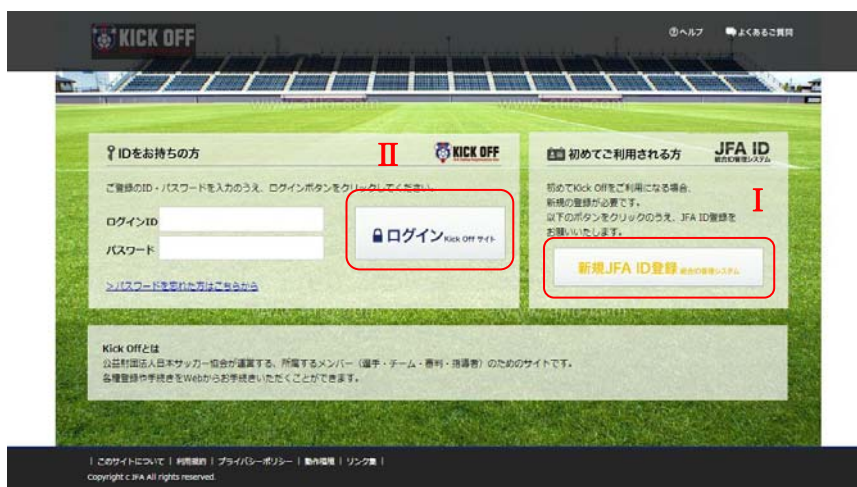 KICK OFF
ヘルプ よくあるご質問
IDをお持ちの方
II
KICK OFF
ご登録のID・パスワードを入力のうえ、ログインボタンをクリックしてください。
ログインID
パスワード
ログイン Kick Off サイト
>パスワードを忘れた方はこちらから
初めてご利用される方
JFA ID
総合ID管理システム
初めてKick Offをご利用になる場合、
新規の登録が必要です。
以下のボタンをクリックのうえ、JFA ID登録を
お願いいたします。
I
新規JFA ID登録 総合ID管理システム
Kick Offとは
公益財団法人日本サッカー協会が運営する、所属するメンバー（選手・チーム・審判・指導者）のためのサイトです。
各種登録や手続きをWebからお手続きいただくことができます。
| このサイトについて | 利用規約 | プライバシーポリシー | 動作環境 | リンク集 |
Copyright c JFA All rights reserved.